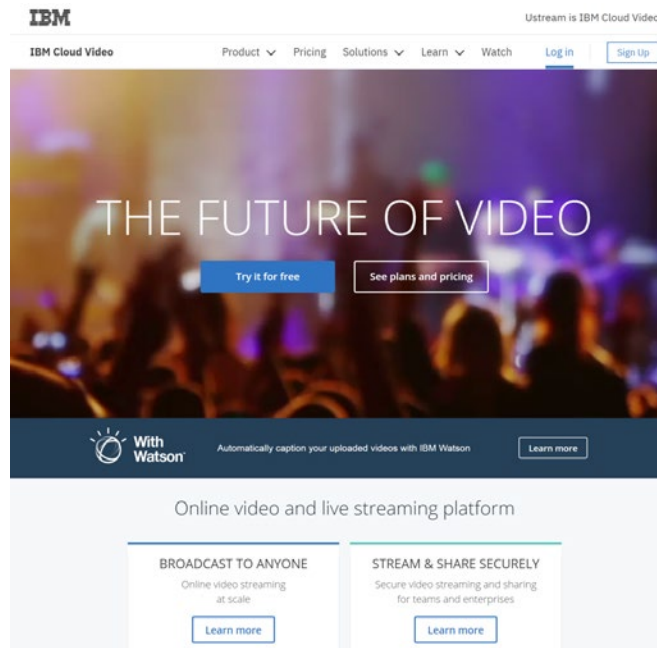 IBM
Ustream is IBM Cloud Video
IBM Cloud Video Product Pricing Solutions Learn Watch Log in Sign Up
THE FUTURE OF VIDEO
Try it for free See plans and pricing
With
Watson
Automatically caption your uploaded videos with IBM Watson
Learn more
Online video and live streaming platform
BROADCAST TO ANYONE
Online video streaming
at scale
Learn more
STREAM & SHARE SECURELY
Secure video streaming and sharing
for teams and enterprises
Learn more